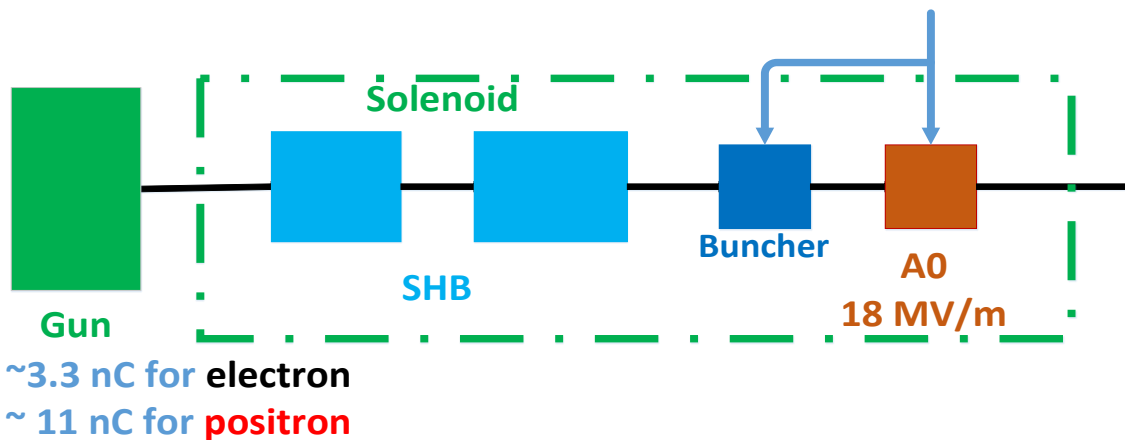 Solenoid
Buncher
SHB
A0
18 MV/m
Gun
~3.3 nC for electron
~ 11 nC for positron